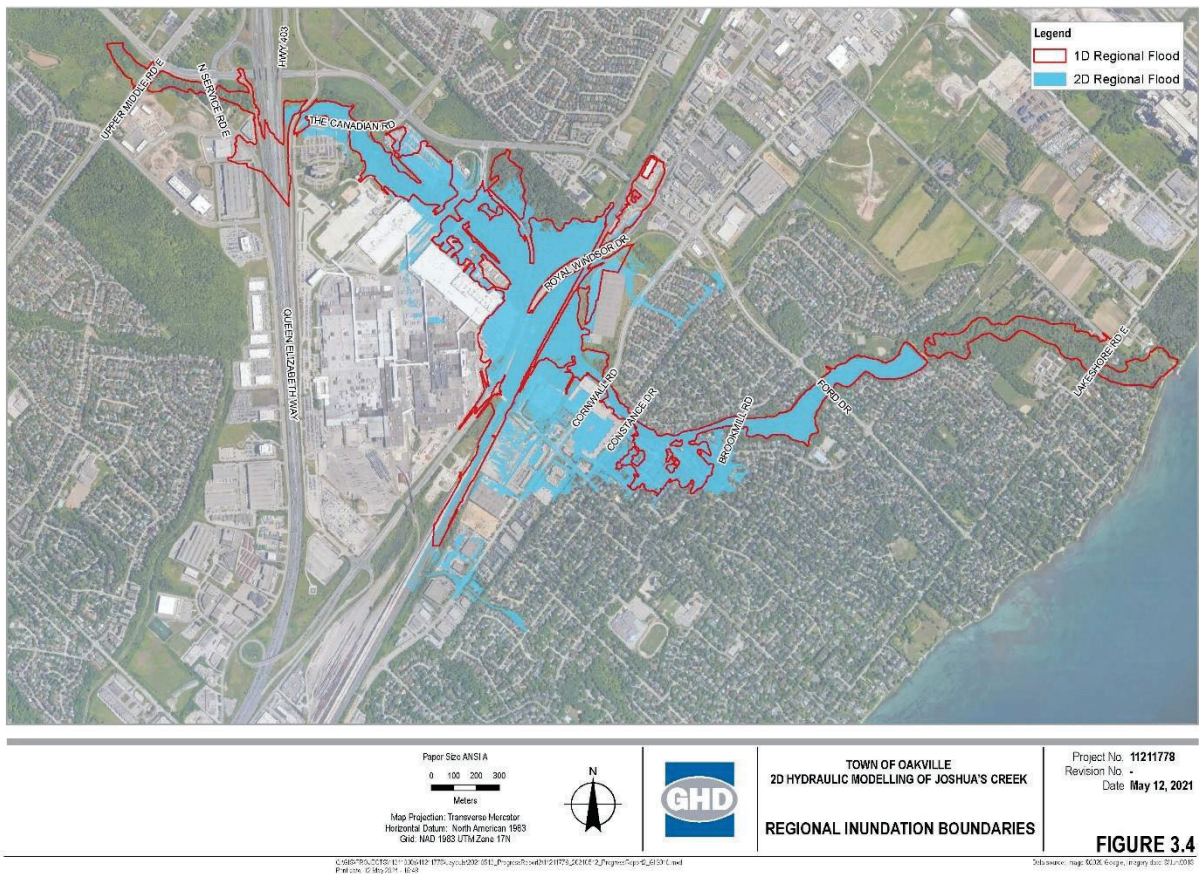 Legend
1D Regional Flood
2D Regional Flood
HWY 403
UPPER MIDDLE RD E
N SERVICE RD E
THE CANADIAN RD
ROYAL WINDSOR DR
QUEEN ELIZABETH WAY
CORNWALL RD
CONSTANCE DR
BROOKMILL RD
FORD DR
LAKESHORE RD E
Paper Size ANSI A
0 100 200 300
Meters
Map Projection: Transverse Mercator
Horizontal Datum: North American 1983
Grid: NAD 1983 UTM Zone 17N
N
GHD
TOWN OF OAKVILLE
2D HYDRAULIC MODELLING OF JOSHUA'S CREEK
REGIONAL INUNDATION BOUNDARIES
Project No. 11211778
Revision No. -
Date May 12, 2021
FIGURE 3.4